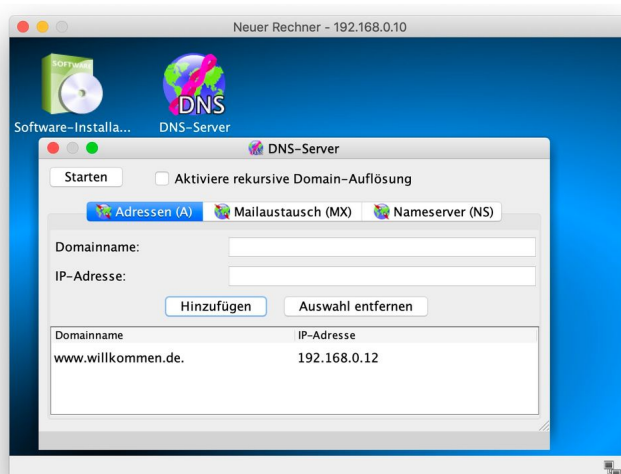 Neuer Rechner - 192.168.0.10
SOFTWARE
DNS
Software-Installa...
DNS-Server
DNS-Server
Starten
Aktiviere rekursive Domain-Auflösung
Adressen (A)
Mailaustausch (MX)
Nameserver (NS)
Domainname:
IP-Adresse:
Hinzufügen
Auswahl entfernen
Domainname
IP-Adresse
www.willkommen.de.
192.168.0.12